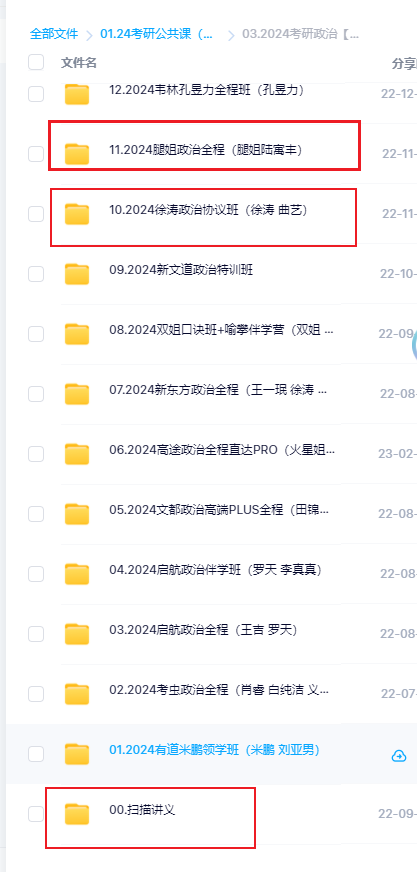 全部文件 > 01.24考研公共课（... > 03.2024考研政治【...
文件名 分享
12.2024韦林孔昱力全程班（孔昱力） 22-12-
11.2024腿姐政治全程（腿姐陆寓丰） 22-11-
10.2024徐涛政治协议班（徐涛 曲艺） 22-11-
09.2024新文道政治特训班 22-10-
08.2024双姐口诀班+喻攀伴学营（双姐 ... 22-09
07.2024新东方政治全程（王一珉 徐涛 ... 22-08-
06.2024高途政治全程直达PRO（火星姐... 23-02-
05.2024文都政治高端PLUS全程（田锦... 22-08-
04.2024启航政治伴学班（罗天 李真真） 22-08-
03.2024启航政治全程（王吉 罗天） 22-08-
02.2024考虫政治全程（肖睿 白纯洁 义... 22-07-
01.2024有道米鹏领学班（米鹏 刘亚男）
00.扫描讲义 22-09-